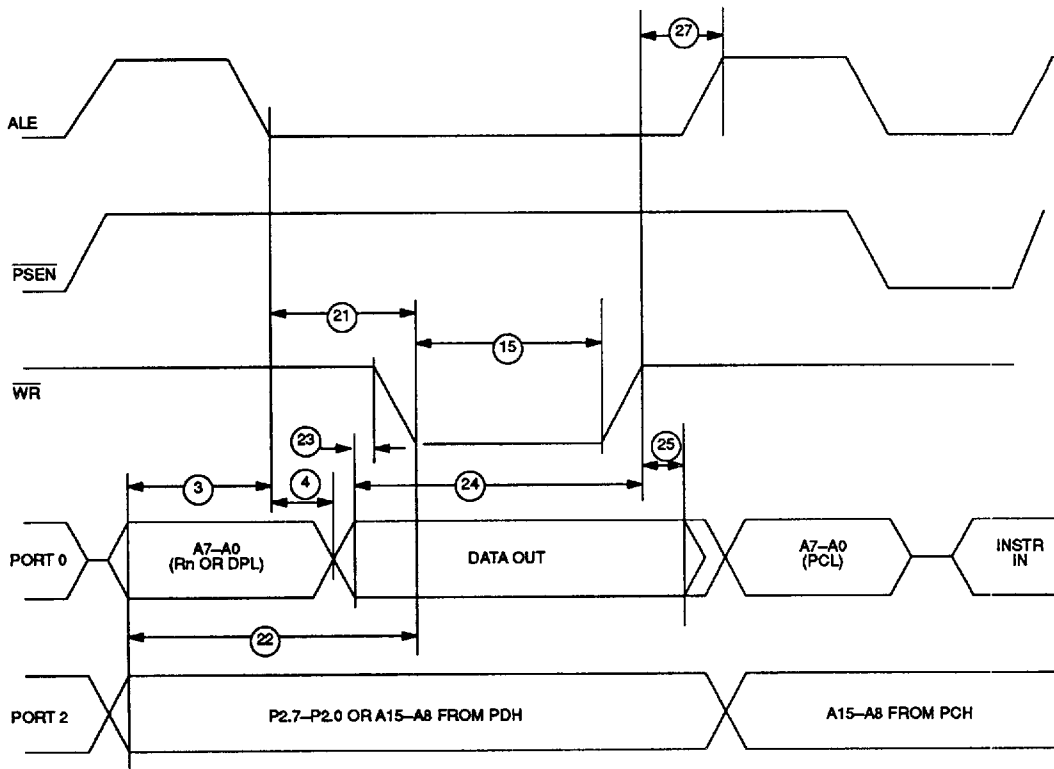 27
ALE
PSEN
21
15
WR
23
25
3
4
24
PORT 0
A7–A0
(Rn OR DPL)
DATA OUT
A7–A0
(PCL)
INSTR
IN
22
PORT 2
P2.7–P2.0 OR A15–A8 FROM PDH
A15–A8 FROM PCH